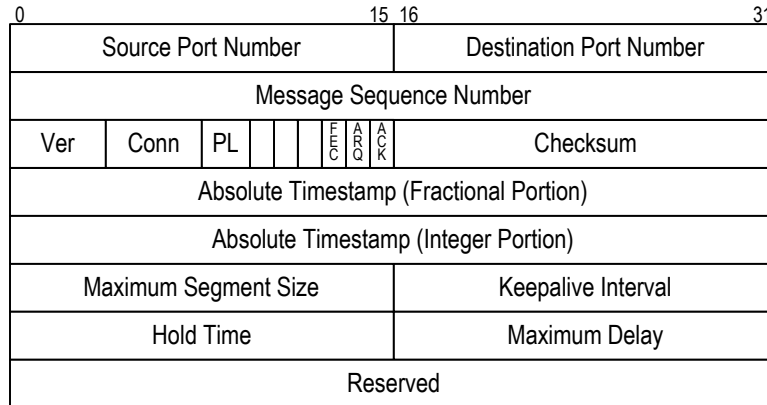 0 15 16 31
Source Port Number Destination Port Number
Message Sequence Number
Ver Conn PL FEC ARQ ACK Checksum
Absolute Timestamp (Fractional Portion)
Absolute Timestamp (Integer Portion)
Maximum Segment Size Keepalive Interval
Hold Time Maximum Delay
Reserved